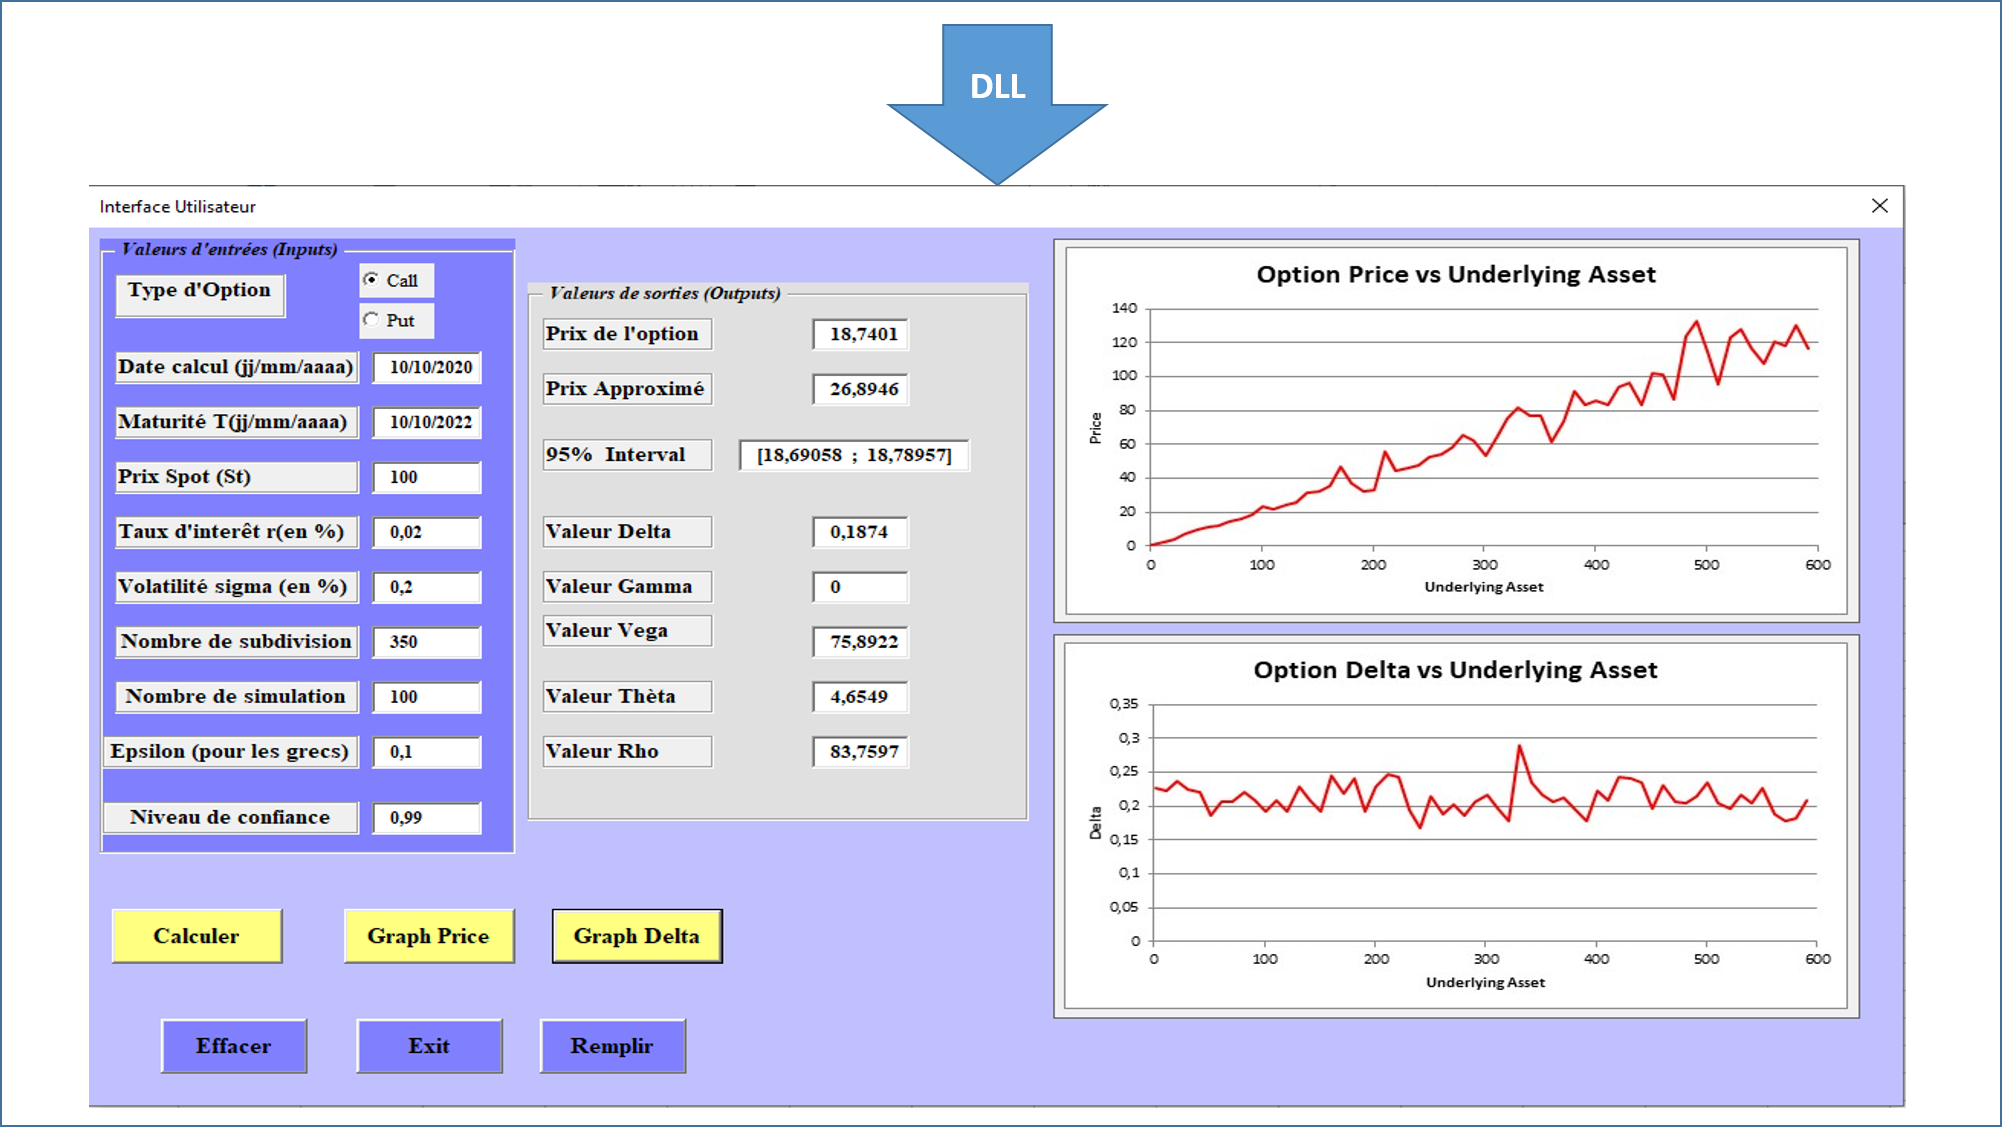 DLL
Interface Utilisateur
Valeurs d'entrées (Inputs)
Type d'Option
Call
Put
Date calcul (jj/mm/aaaa) 10/10/2020
Maturité T(jj/mm/aaaa) 10/10/2022
Prix Spot (St) 100
Taux d'interêt r(en %) 0,02
Volatilité sigma (en %) 0,2
Nombre de subdivision 350
Nombre de simulation 100
Epsilon (pour les grecs) 0,1
Niveau de confiance 0,99
Valeurs de sorties (Outputs)
Prix de l'option 18,7401
Prix Approximé 26,8946
95% Interval [18,69058 ; 18,78957]
Valeur Delta 0,1874
Valeur Gamma 0
Valeur Vega 75,8922
Valeur Thèta 4,6549
Valeur Rho 83,7597
Calculer Graph Price Graph Delta
Effacer Exit Remplir
Option Price vs Underlying Asset
Price
140
120
100
80
60
40
20
0
0 100 200 300 400 500 600
Underlying Asset
Option Delta vs Underlying Asset
Delta
0,35
0,3
0,25
0,2
0,15
0,1
0,05
0
0 100 200 300 400 500 600
Underlying Asset